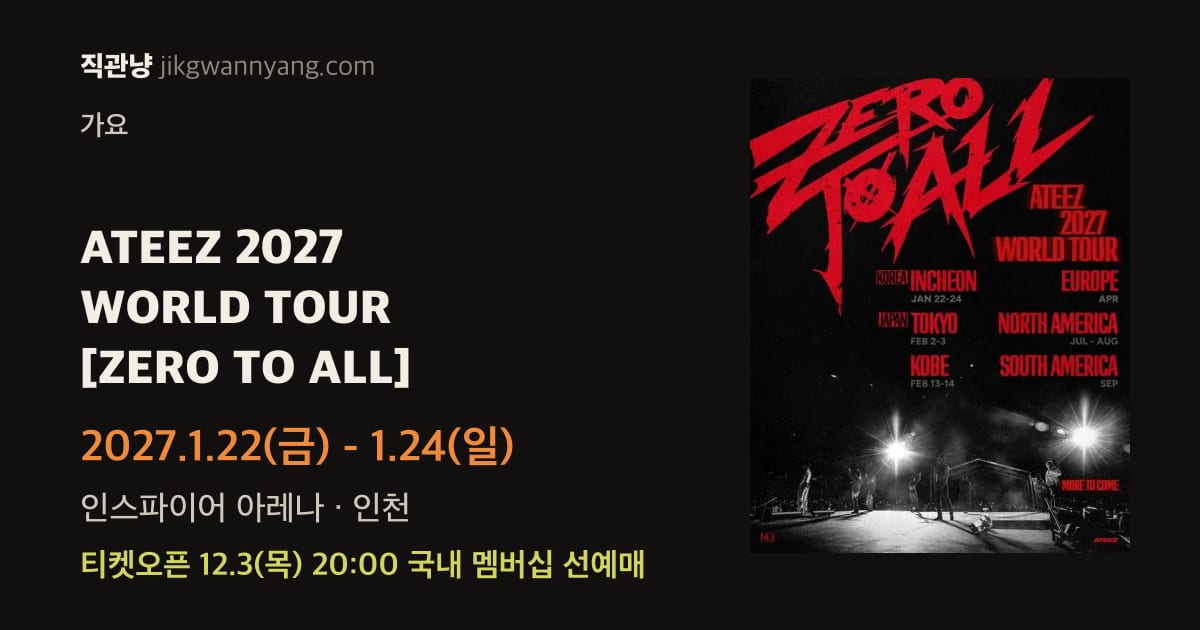 직관냥 jikgwannyang.com
가요
ATEEZ 2027
WORLD TOUR
[ZERO TO ALL]
2027.1.22(금) - 1.24(일)
인스파이어 아레나 · 인천
티켓오픈 12.3(목) 20:00 국내 멤버십 선예매
ZERO
TO ALL
ATEEZ
2027
WORLD TOUR
KOREA INCHEON
JAN 22-24
JAPAN TOKYO
FEB 2-3
KOBE
FEB 13-14
EUROPE
APR
NORTH AMERICA
JUL - AUG
SOUTH AMERICA
SEP
MORE TO COME
KQ
ATEEZ